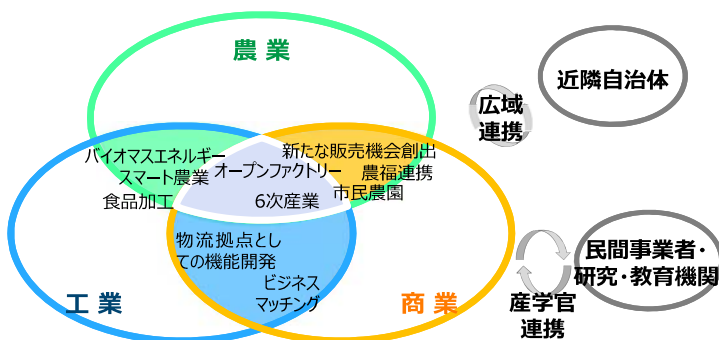 農 業
近隣自治体
広域
連携
バイオマスエネルギー
スマート農業
食品加工
オープンファクトリー
6次産業
新たな販売機会創出
農福連携
市民農園
物流拠点とし
ての機能開発
ビジネス
マッチング
工 業
商 業
民間事業者・
研究・教育機関
産学官
連携